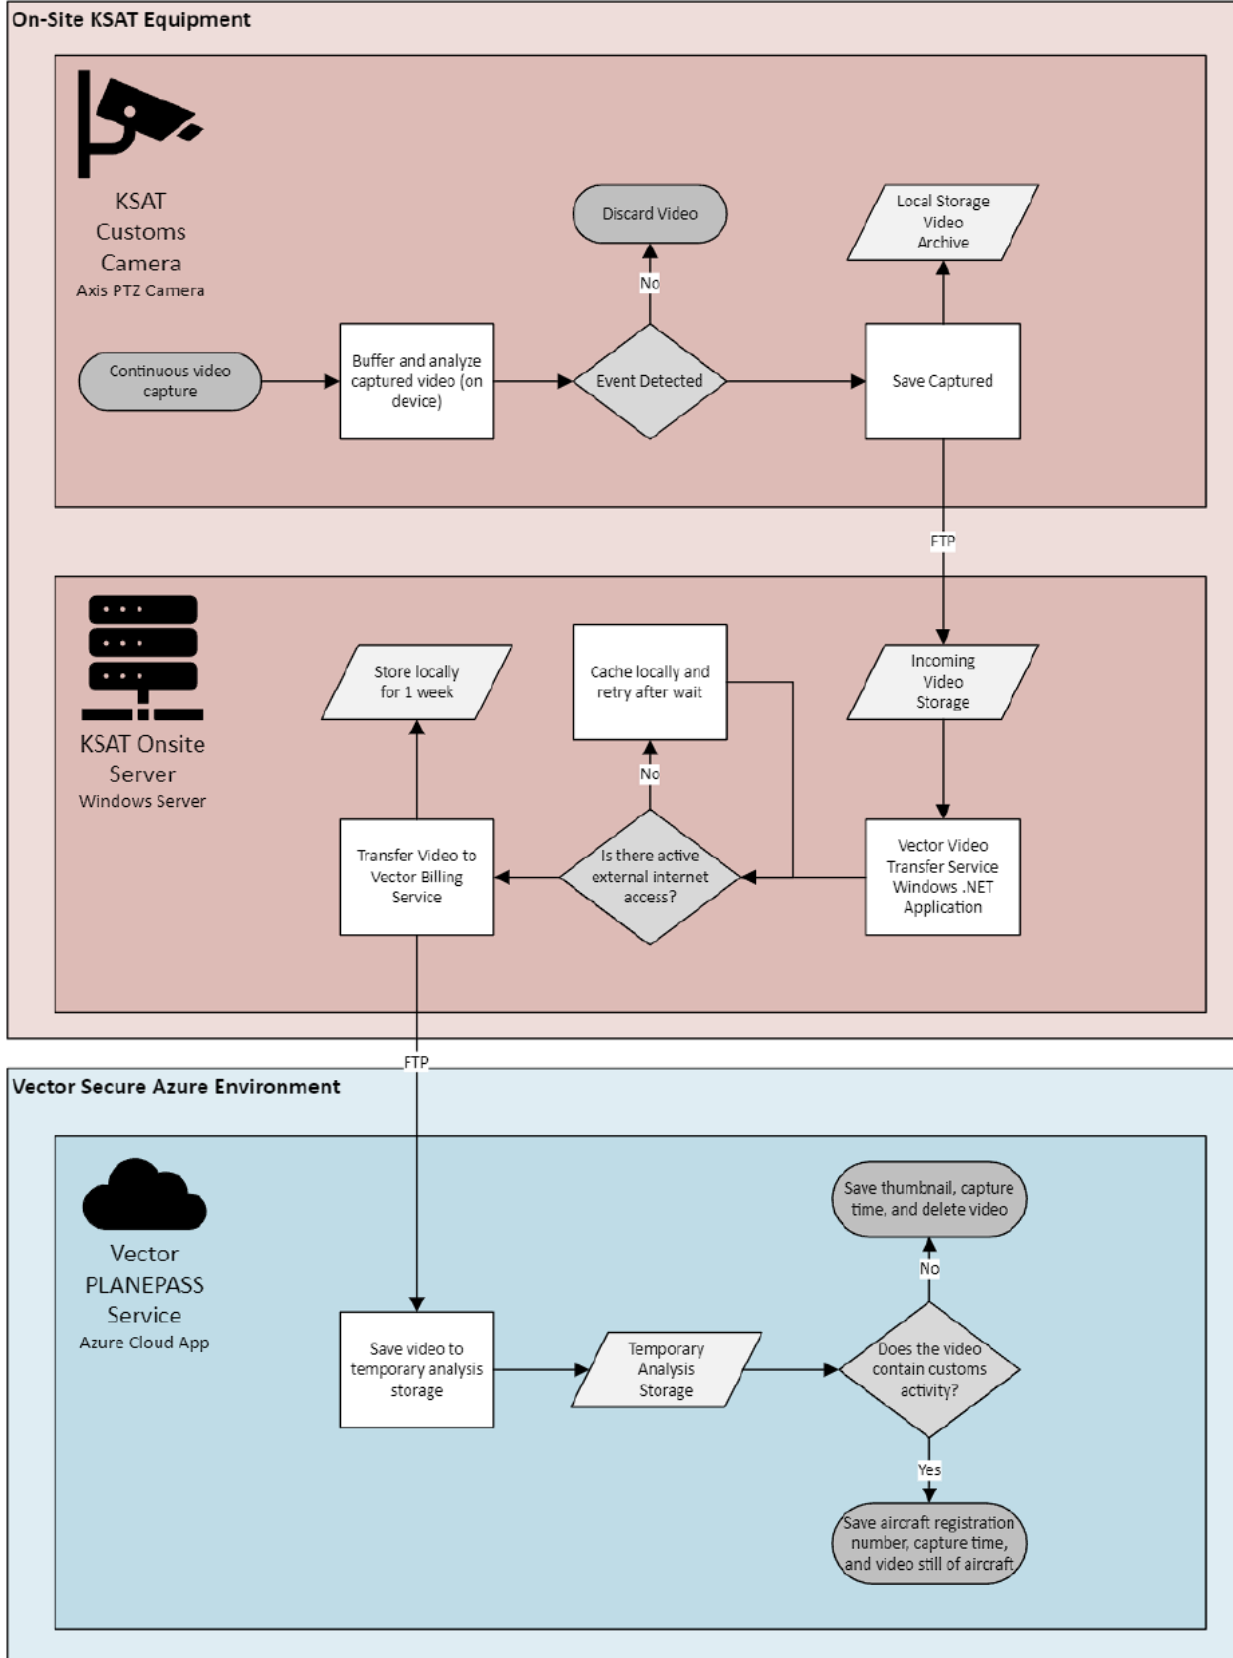 On-Site KSAT Equipment
KSAT
Customs
Camera
Axis PTZ Camera
Discard Video
Local Storage
Video
Archive
No
Continuous video
capture
Buffer and analyze
captured video (on
device)
Event Detected
Save Captured
FTP
KSAT Onsite
Server
Windows Server
Store locally
for 1 week
Cache locally and
retry after wait
Incoming
Video
Storage
No
Transfer Video to
Vector Billing
Service
Is there active
external internet
access?
Vector Video
Transfer Service
Windows .NET
Application
FTP
Vector Secure Azure Environment
Vector
PLANEPASS
Service
Azure Cloud App
Save thumbnail, capture
time, and delete video
No
Save video to
temporary analysis
storage
Temporary
Analysis
Storage
Does the video
contain customs
activity?
Yes
Save aircraft registration
number, capture time,
and video still of aircraft